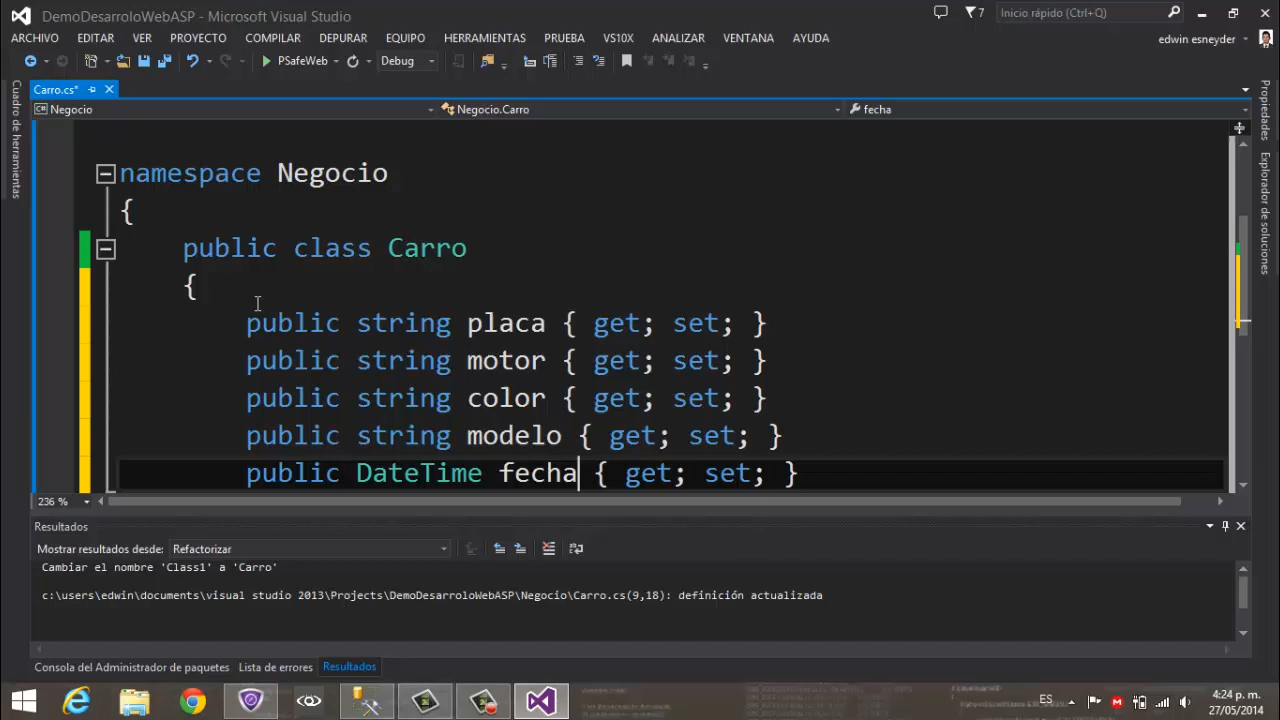 DemoDesarroloWebASP - Microsoft Visual Studio
7
Inicio rápido (Ctrl+Q)
ARCHIVO EDITAR VER PROYECTO COMPILAR DEPURAR EQUIPO HERRAMIENTAS PRUEBA VS10X ANALIZAR VENTANA AYUDA
edwin esneyder
PSafeWeb Debug
Carro.cs*
Negocio Negocio.Carro fecha
Cuadro de herramientas
Propiedades
Explorador de soluciones
namespace Negocio
{
public class Carro
{
public string placa { get; set; }
public string motor { get; set; }
public string color { get; set; }
public string modelo { get; set; }
public DateTime fecha { get; set; }
236 %
Resultados
Mostrar resultados desde: Refactorizar
Cambiar el nombre 'Class1' a 'Carro'
c:\users\edwin\documents\visual studio 2013\Projects\DemoDesarroloWebASP\Negocio\Carro.cs(9,18): definición actualizada
Consola del Administrador de paquetes Lista de errores Resultados
ES
4:24 p. m.
27/05/2014